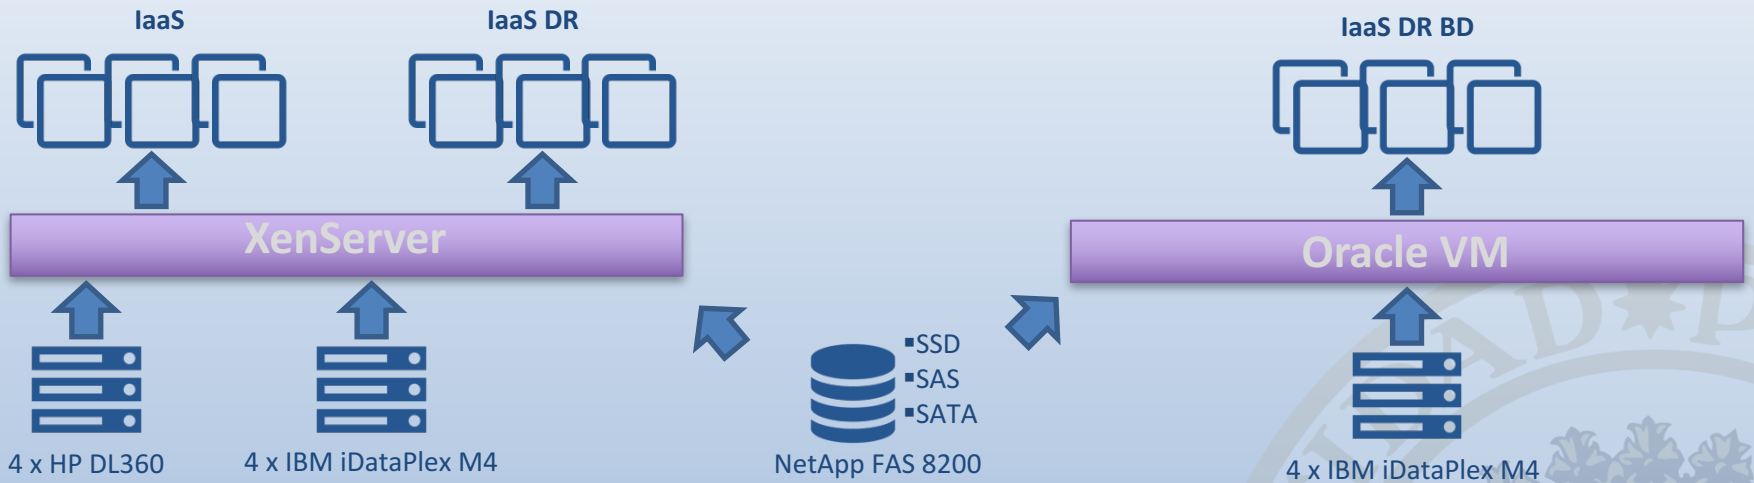 IaaS
IaaS DR
IaaS DR BD
XenServer
Oracle VM
▪SSD
▪SAS
▪SATA
4 x HP DL360
4 x IBM iDataPlex M4
NetApp FAS 8200
4 x IBM iDataPlex M4